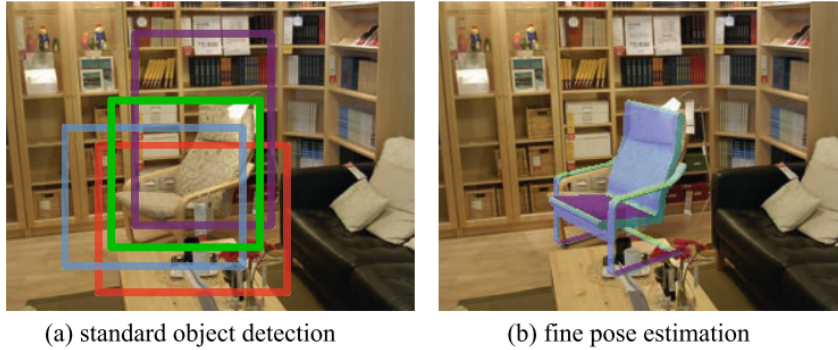 (a) standard object detection
(b) fine pose estimation